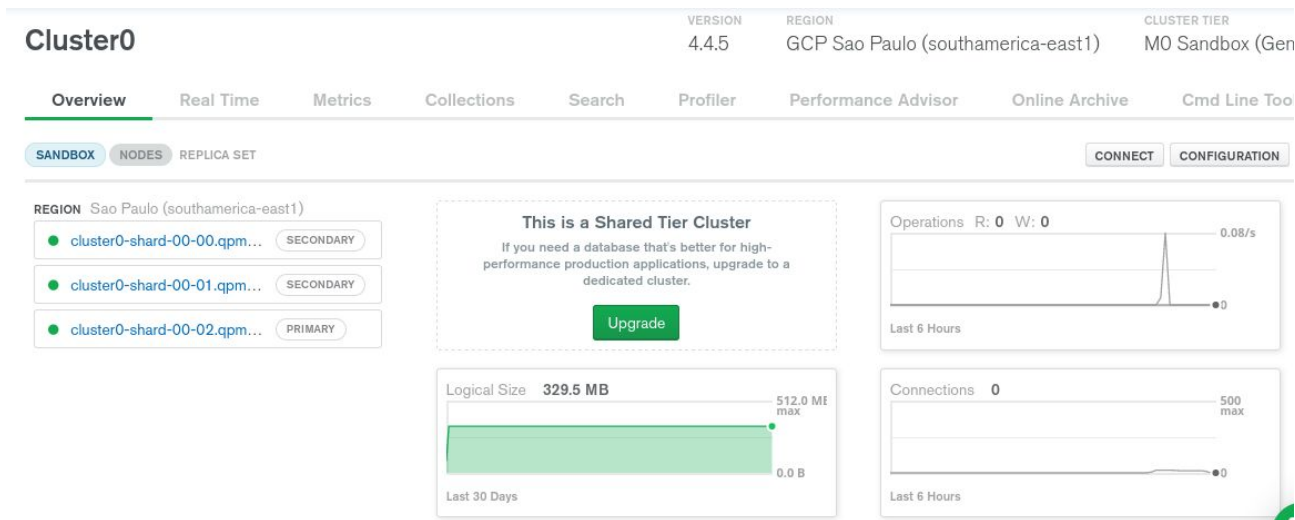 Cluster0
VERSION
4.4.5
REGION
GCP Sao Paulo (southamerica-east1)
CLUSTER TIER
M0 Sandbox (Gen
Overview Real Time Metrics Collections Search Profiler Performance Advisor Online Archive Cmd Line Too
SANDBOX NODES REPLICA SET
CONNECT CONFIGURATION
REGION Sao Paulo (southamerica-east1)
cluster0-shard-00-00.qpm... SECONDARY
cluster0-shard-00-01.qpm... SECONDARY
cluster0-shard-00-02.qpm... PRIMARY
This is a Shared Tier Cluster
If you need a database that's better for high-
performance production applications, upgrade to a
dedicated cluster.
Upgrade
Operations R: 0 W: 0
0.08/s
0
Last 6 Hours
Logical Size 329.5 MB
512.0 ME
max
0.0 B
Last 30 Days
Connections 0
500
max
0
Last 6 Hours